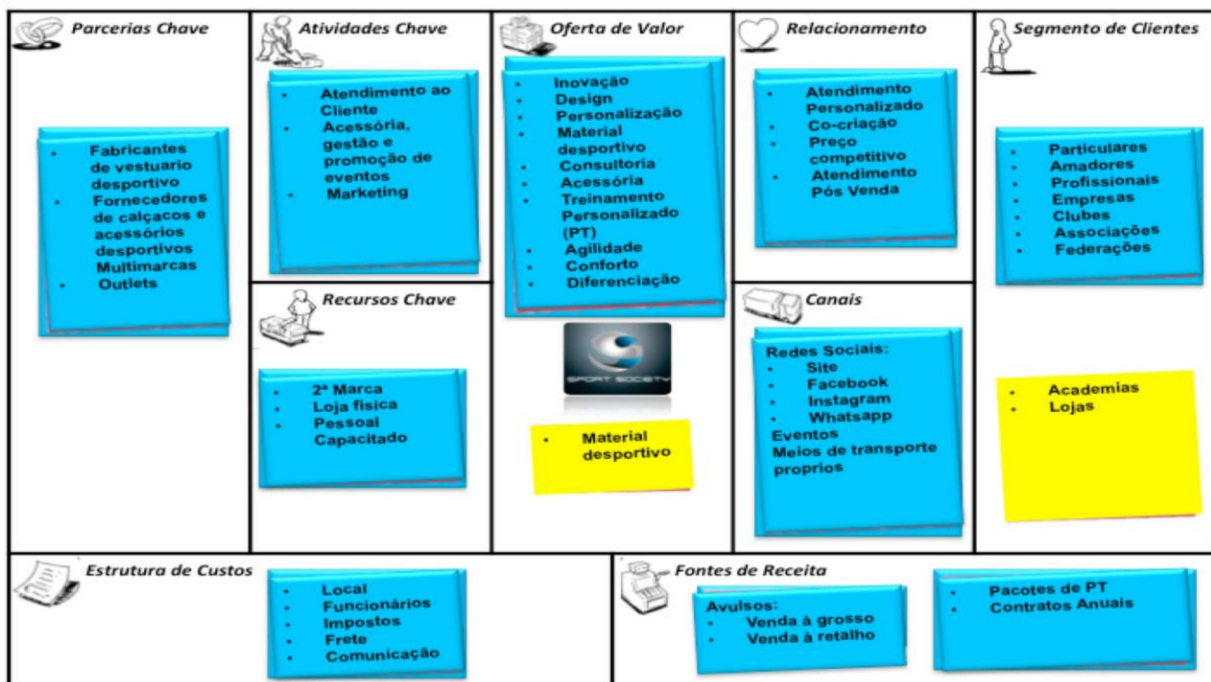 Parcerias Chave
Fabricantes
de vestuario
desportivo
Fornecedores
de calçacos e
acessórios
desportivos
Multimarcas
Outlets
Atividades Chave
Atendimento ao
Cliente
Acessória,
gestão e
promoção de
eventos
Marketing
Recursos Chave
2ª Marca
Loja fisica
Pessoal
Capacitado
Oferta de Valor
Inovação
Design
Personalização
Material
desportivo
Consultoria
Acessória
Treinamento
Personalizado
(PT)
Agilidade
Conforto
Diferenciação
SPORT SOCIETY
Material
desportivo
Relacionamento
Atendimento
Personalizado
Co-criação
Preço
competitivo
Atendimento
Pós Venda
Canais
Redes Sociais:
Site
Facebook
Instagram
Whatsapp
Eventos
Meios de transporte
proprios
Segmento de Clientes
Particulares
Amadores
Profissionais
Empresas
Clubes
Associações
Federações
Academias
Lojas
Estrutura de Custos
Local
Funcionários
Impostos
Frete
Comunicação
Fontes de Receita
Avulsos:
Venda à grosso
Venda à retalho
Pacotes de PT
Contratos Anuais